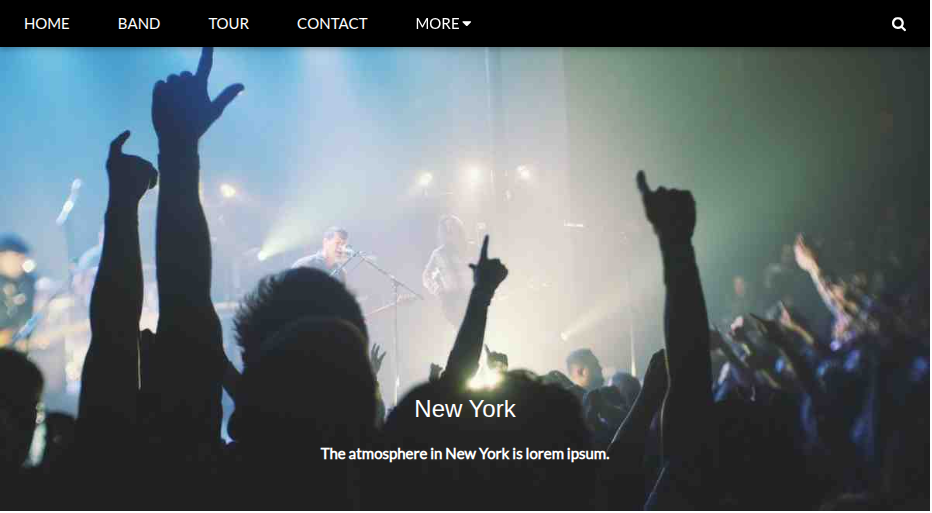 HOME BAND TOUR CONTACT MORE
New York
The atmosphere in New York is lorem ipsum.